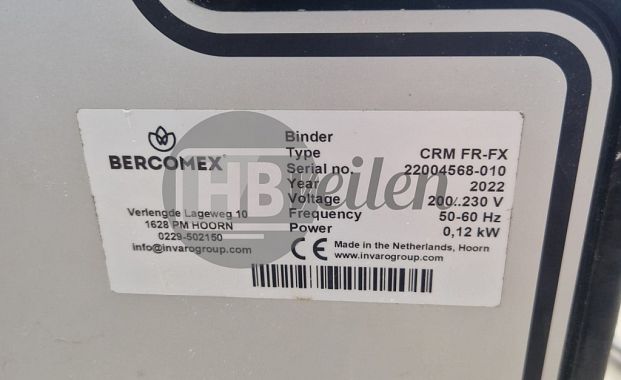 BERCOMEX
Verlengde Lageweg 10
1628 PM HOORN
0229-502150
info@invarogroup.com
Binder
Type CRM FR-FX
Serial no. 22004568-010
Year 2022
Voltage 200..230 V
Frequency 50-60 Hz
Power 0,12 kW
CE Made in the Netherlands, Hoorn
www.invarogroup.com
HB veilen